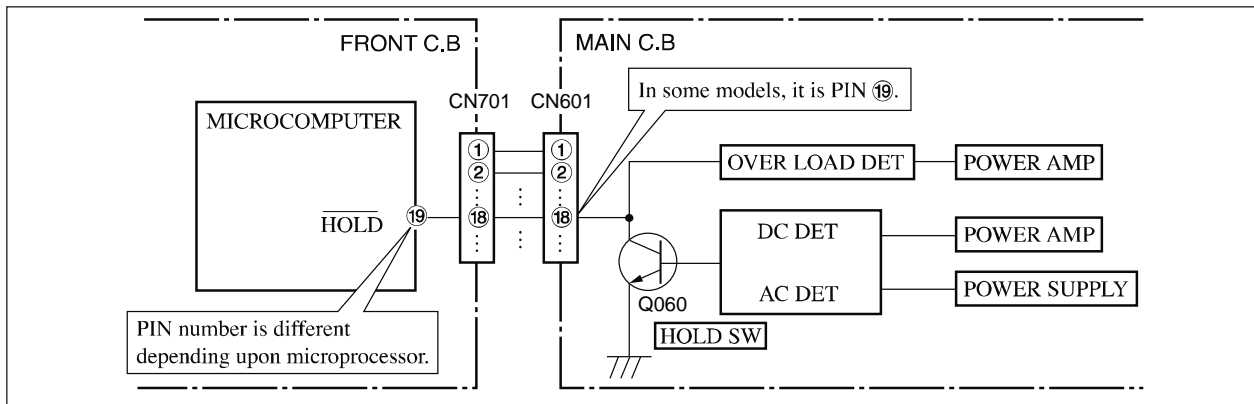 FRONT C.B
MAIN C.B
In some models, it is PIN ⑲.
CN701
CN601
MICROCOMPUTER
①
①
②
②
OVER LOAD DET
POWER AMP
HOLD
⑲
⑱
⑱
DC DET
POWER AMP
AC DET
POWER SUPPLY
Q060
HOLD SW
PIN number is different
depending upon microprocessor.